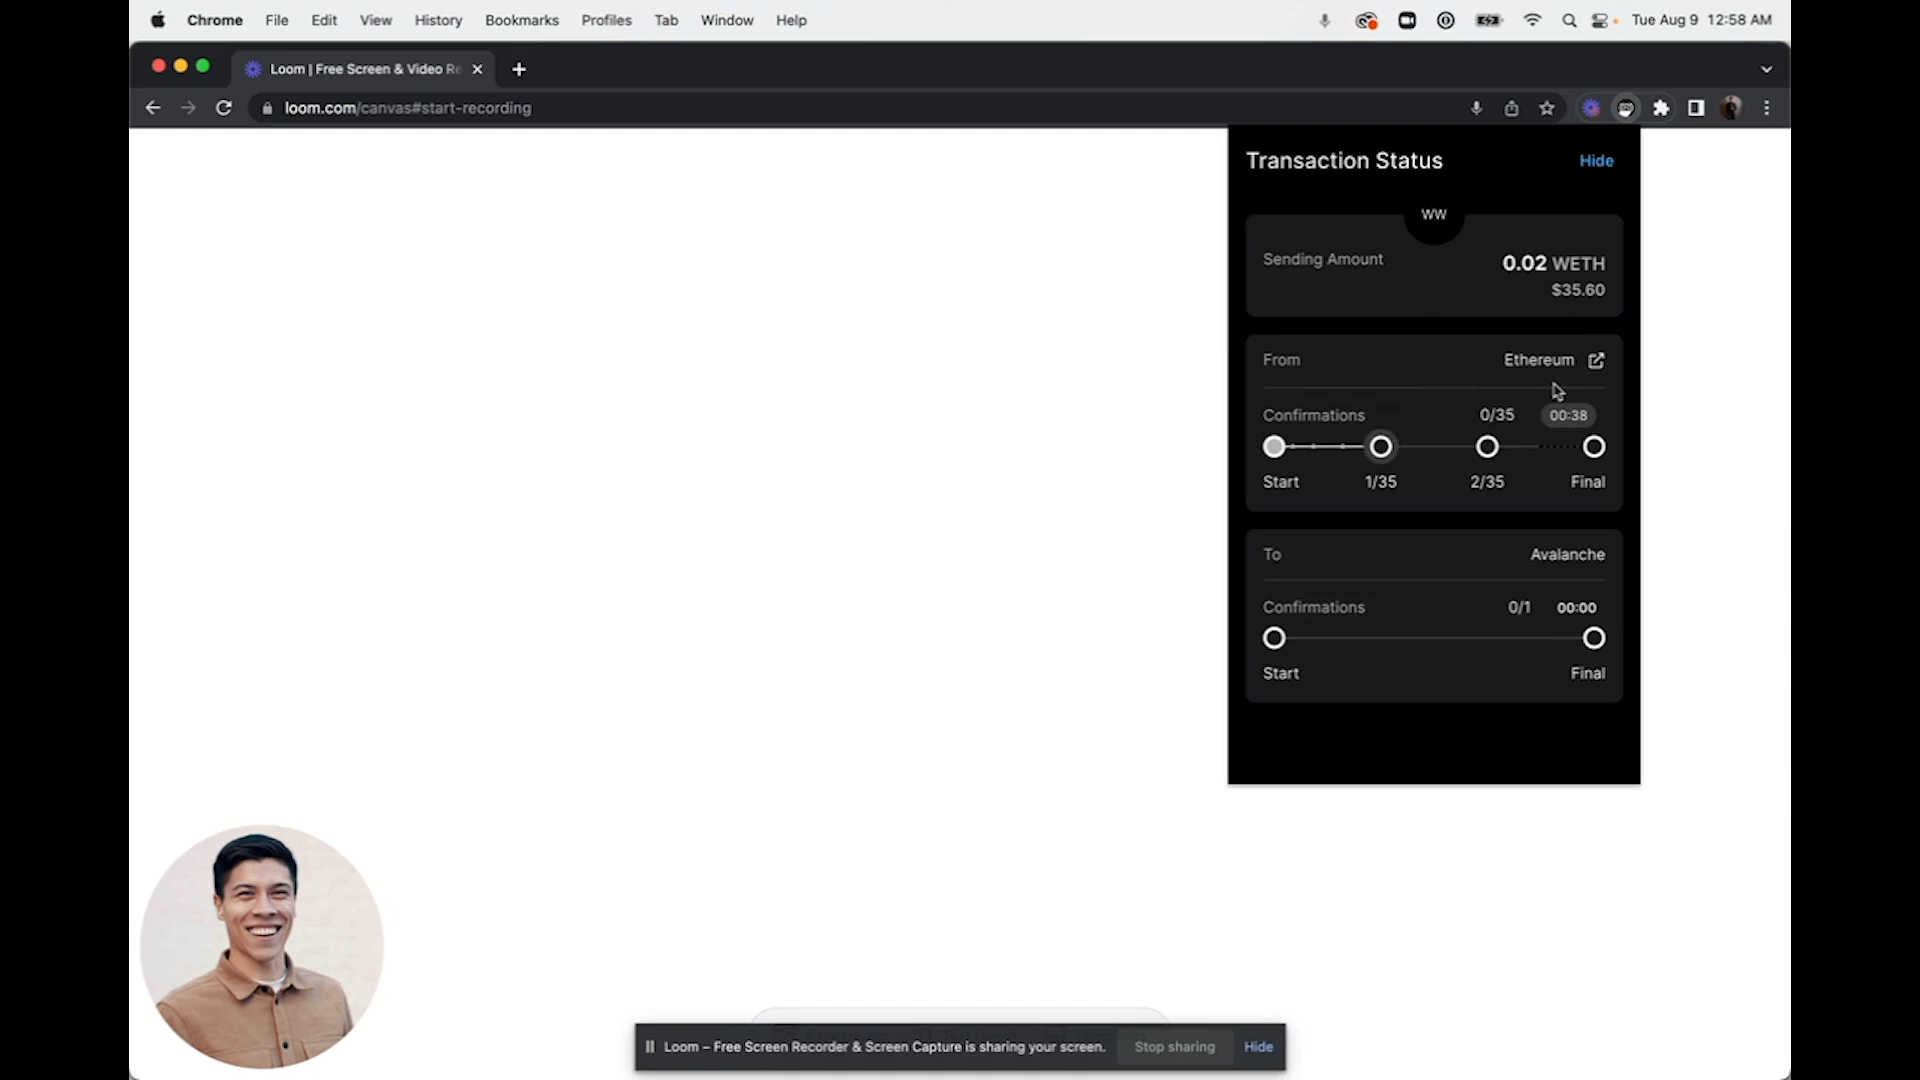 Chrome File Edit View History Bookmarks Profiles Tab Window Help Tue Aug 9 12:58 AM
Loom | Free Screen & Video Re
loom.com/canvas#start-recording
Transaction Status Hide
WW
Sending Amount 0.02 WETH
$35.60
From Ethereum
Confirmations 0/35 00:38
Start 1/35 2/35 Final
To Avalanche
Confirmations 0/1 00:00
Start Final
Loom – Free Screen Recorder & Screen Capture is sharing your screen. Stop sharing Hide